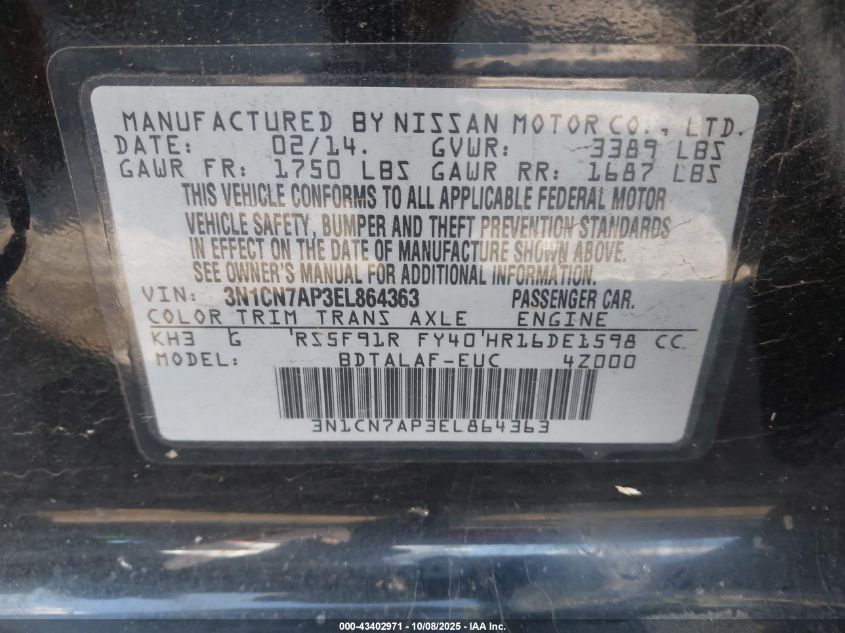 MANUFACTURED BY NISSAN MOTOR CO., LTD.
DATE: 02/14. GVWR: 3389 LBS
GAWR FR: 1750 LBS GAWR RR: 1687 LBS
THIS VEHICLE CONFORMS TO ALL APPLICABLE FEDERAL MOTOR
VEHICLE SAFETY, BUMPER AND THEFT PREVENTION STANDARDS
IN EFFECT ON THE DATE OF MANUFACTURE SHOWN ABOVE.
SEE OWNER'S MANUAL FOR ADDITIONAL INFORMATION.
VIN: 3N1CN7AP3EL864363 PASSENGER CAR.
COLOR TRIM TRANS AXLE ENGINE
KH3 G 'RS5F91R FY40'HR16DE1598 CC
MODEL: BDTALAF-EUC 4Z000
3N1CN7AP3EL864363
000-43402971 | 10/08/2025 - IAA Inc.